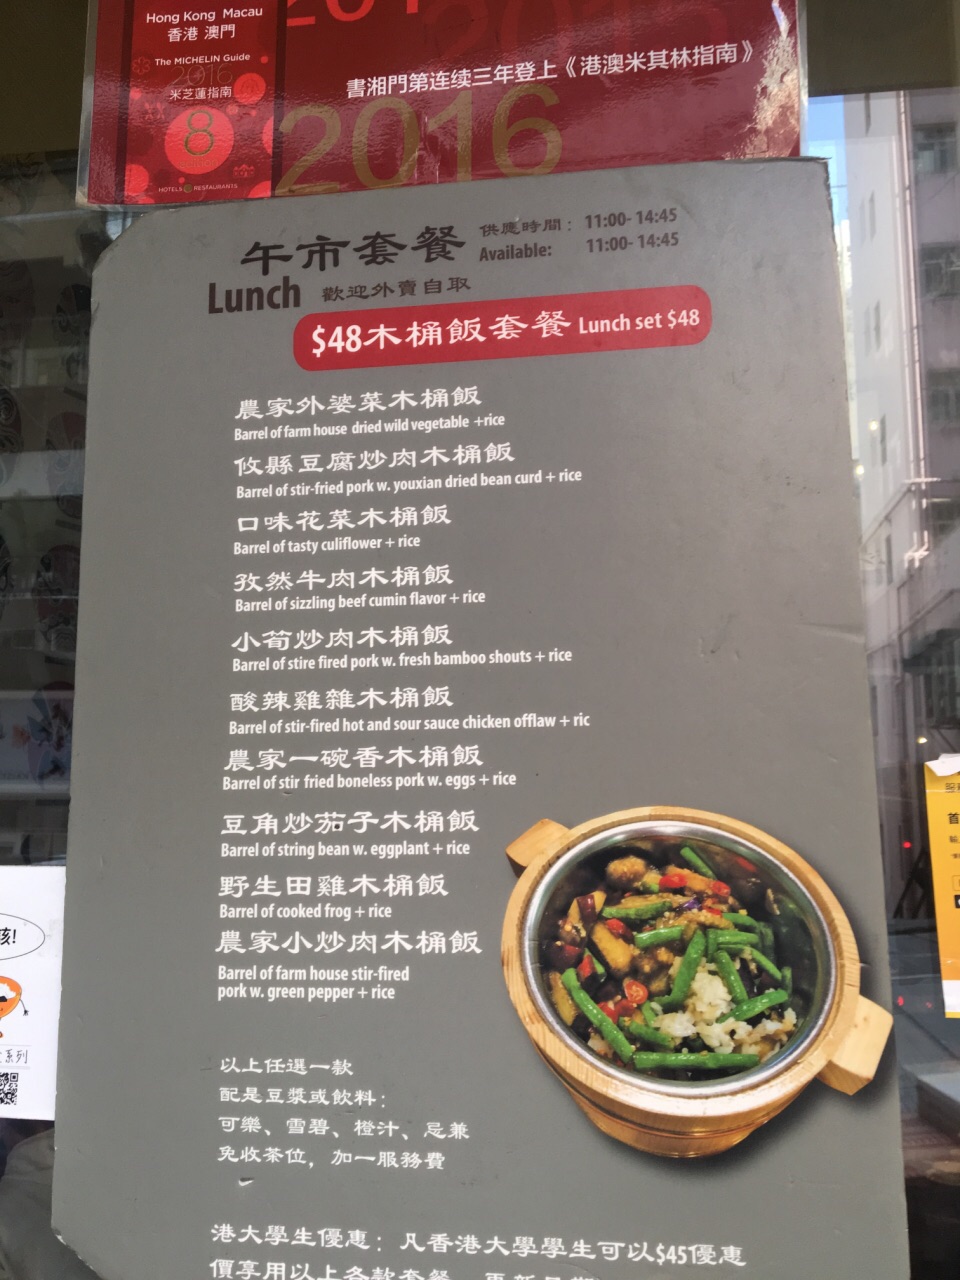 Hong Kong Macau
香港 澳門
The MICHELIN Guide
2016
米芝蓮指南
8
HOTELS & RESTAURANTS
書湘門第连续三年登上《港澳米其林指南》
2016
午市套餐
供應時間： 11:00- 14:45
Available: 11:00- 14:45
Lunch 歡迎外賣自取
$48木桶飯套餐 Lunch set $48
農家外婆菜木桶飯
Barrel of farm house dried wild vegetable +rice
攸縣豆腐炒肉木桶飯
Barrel of stir-fried pork w. youxian dried bean curd + rice
口味花菜木桶飯
Barrel of tasty culiflower + rice
孜然牛肉木桶飯
Barrel of sizzling beef cumin flavor + rice
小筍炒肉木桶飯
Barrel of stire fired pork w. fresh bamboo shouts + rice
酸辣雞雜木桶飯
Barrel of stir-fired hot and sour sauce chicken offlaw + ric
農家一碗香木桶飯
Barrel of stir fried boneless pork w. eggs + rice
豆角炒茄子木桶飯
Barrel of string bean w. eggplant + rice
野生田雞木桶飯
Barrel of cooked frog + rice
農家小炒肉木桶飯
Barrel of farm house stir-fired
pork w. green pepper + rice
以上任選一款
配是豆漿或飲料：
可樂、雪碧、橙汁、忌兼
免收茶位，加一服務費
港大學生優惠：凡香港大學學生可以$45優惠
價享用以上各款套餐
系列
首